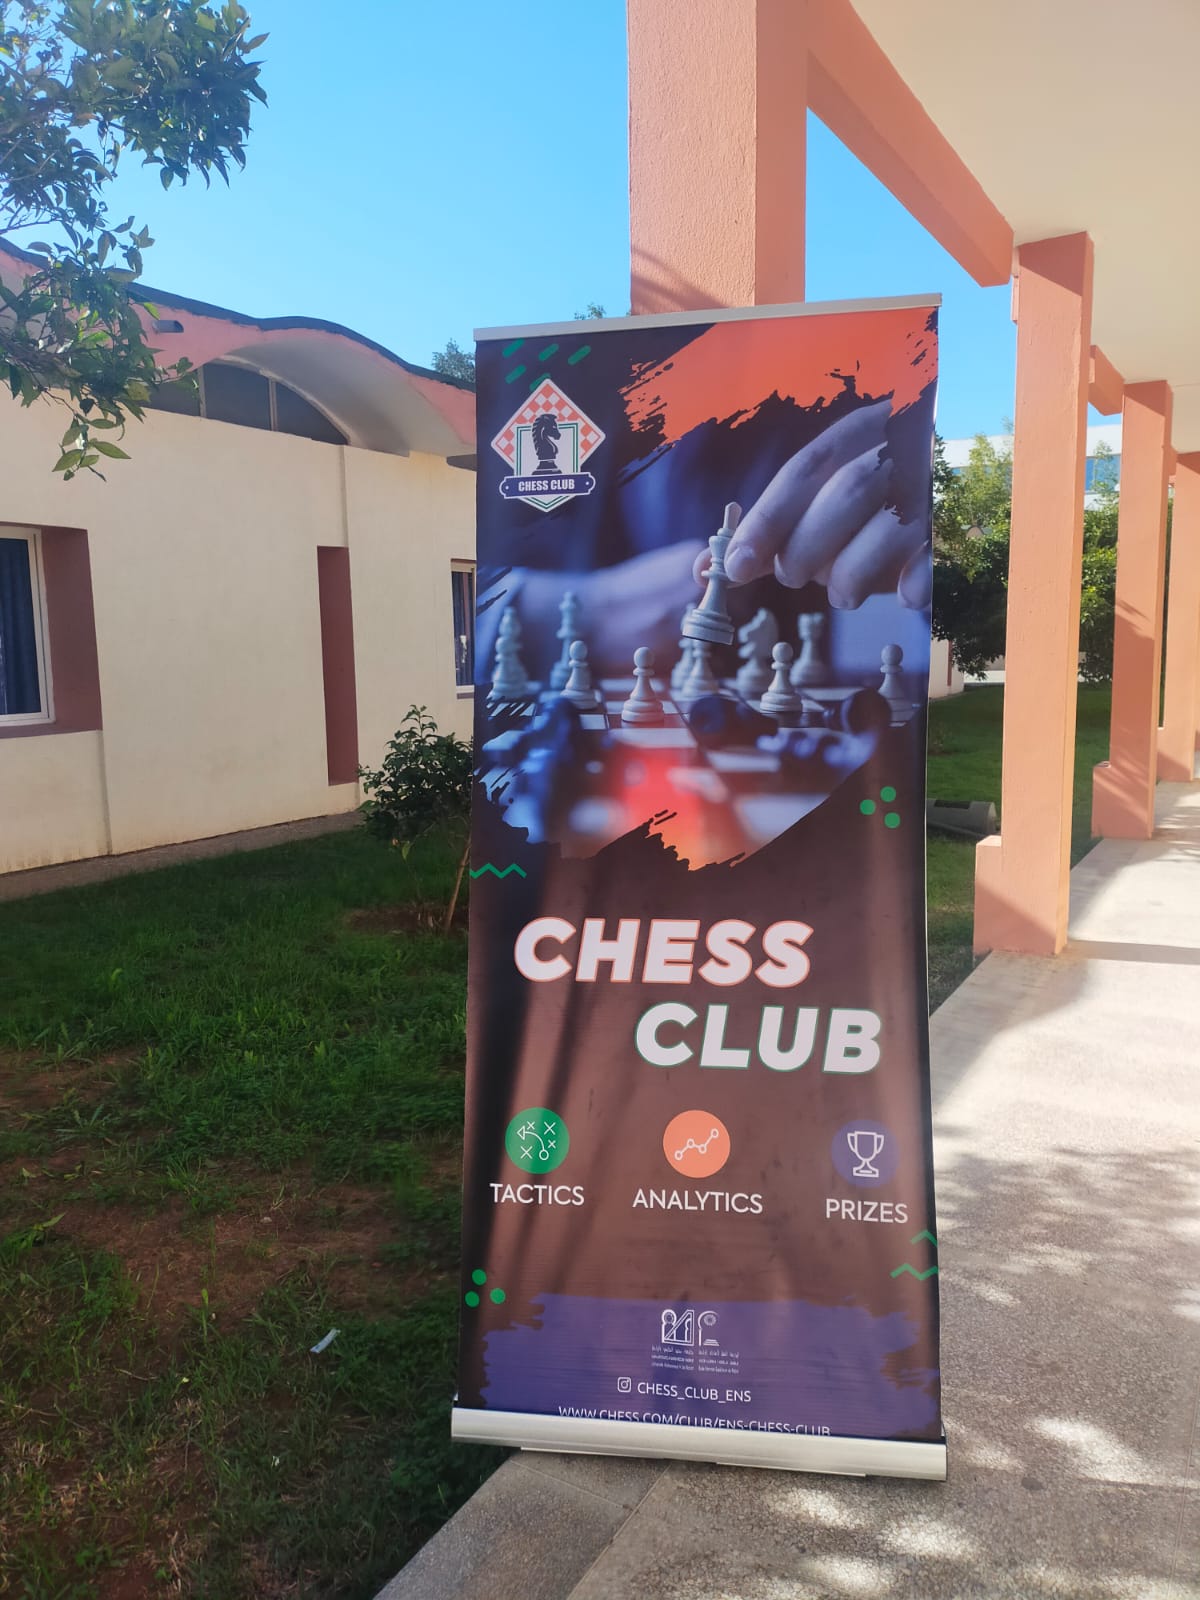 CHESS CLUB
CHESS
CLUB
TACTICS
ANALYTICS
PRIZES
CHESS_CLUB_ENS
WWW.CHESS.COM/CLUB/ENS-CHESS-CLUB